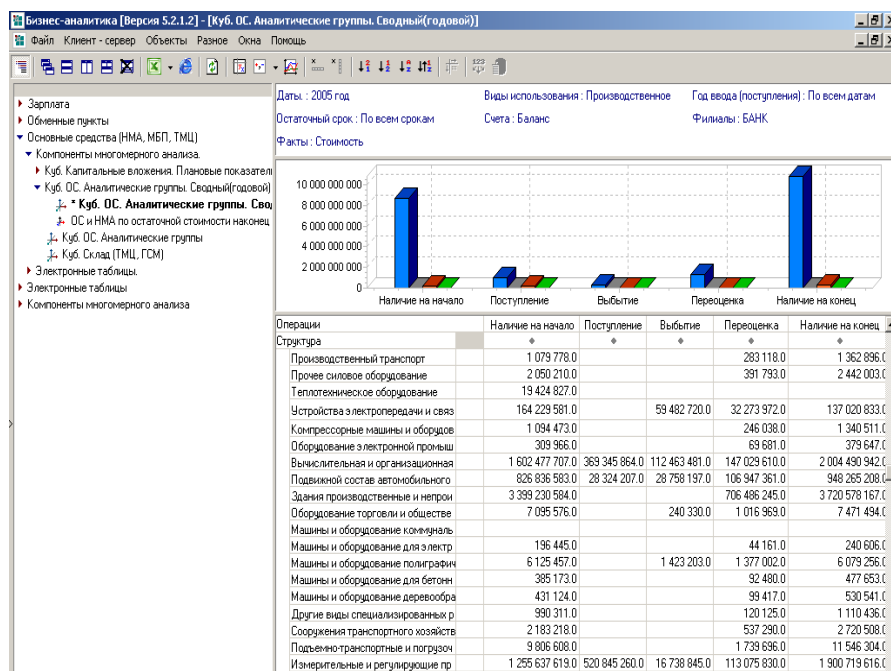 Бизнес-аналитика [Версия 5.2.1.2] - [Куб. ОС. Аналитические группы. Сводный(годовой)]
Файл Клиент - сервер Объекты Разное Окна Помощь
Зарплата
Обменные пункты
Основные средства (НМА, МБП, ТМЦ)
Компоненты многомерного анализа.
Куб. Капитальные вложения. Плановые показател
Куб. ОС. Аналитические группы. Сводный(годовой)
* Куб. ОС. Аналитические группы. Сво
ОС и НМА по остаточной стоимости наконец
Куб. ОС. Аналитические группы
Куб. Склад (ТМЦ, ГСМ)
Электронные таблицы.
Электронные таблицы
Компоненты многомерного анализа
Даты. : 2005 год Виды использования : Производственное Год ввода (поступления) : По всем датам
Остаточный срок : По всем срокам Счета : Баланс Филиалы : БАНК
Факты : Стоимость
10 000 000 000
8 000 000 000
6 000 000 000
4 000 000 000
2 000 000 000
0
Наличие на начало Поступление Выбытие Переоценка Наличие на конец
Операции Наличие на начало Поступление Выбытие Переоценка Наличие на конец
Структура
Производственный транспорт 1 079 778.0 283 118.0 1 362 896.0
Прочее силовое оборудование 2 050 210.0 391 793.0 2 442 003.0
Теплотехническое оборудование 19 424 827.0
Устройства электропередачи и связ 164 229 581.0 59 482 720.0 32 273 972.0 137 020 833.0
Компрессорные машины и оборудов 1 094 473.0 246 038.0 1 340 511.0
Оборудование электронной промыш 309 966.0 69 681.0 379 647.0
Вычислительная и организационная 1 602 477 707.0 369 345 864.0 112 463 481.0 147 029 610.0 2 004 490 942.0
Подвижной состав автомобильного 826 836 583.0 28 324 207.0 28 758 197.0 106 947 361.0 948 265 208.0
Здания производственные и непрои 3 399 230 584.0 706 486 245.0 3 720 578 167.0
Оборудование торговли и обществе 7 095 576.0 240 330.0 1 016 969.0 7 471 494.0
Машины и оборудование коммуналь
Машины и оборудование для электр 196 445.0 44 161.0 240 606.0
Машины и оборудование полиграфич 6 125 457.0 1 423 203.0 1 377 002.0 6 079 256.0
Машины и оборудование для бетонн 385 173.0 92 480.0 477 653.0
Машины и оборудование деревообра 431 124.0 99 417.0 530 541.0
Другие виды специализированных р 990 311.0 120 125.0 1 110 436.0
Сооружения транспортного хозяйств 2 183 218.0 537 290.0 2 720 508.0
Подъемно-транспортные и погрузоч 9 806 608.0 1 739 696.0 11 546 304.0
Измерительные и регулирующие пр 1 255 637 619.0 520 845 260.0 16 738 845.0 113 075 830.0 1 900 719 616.0